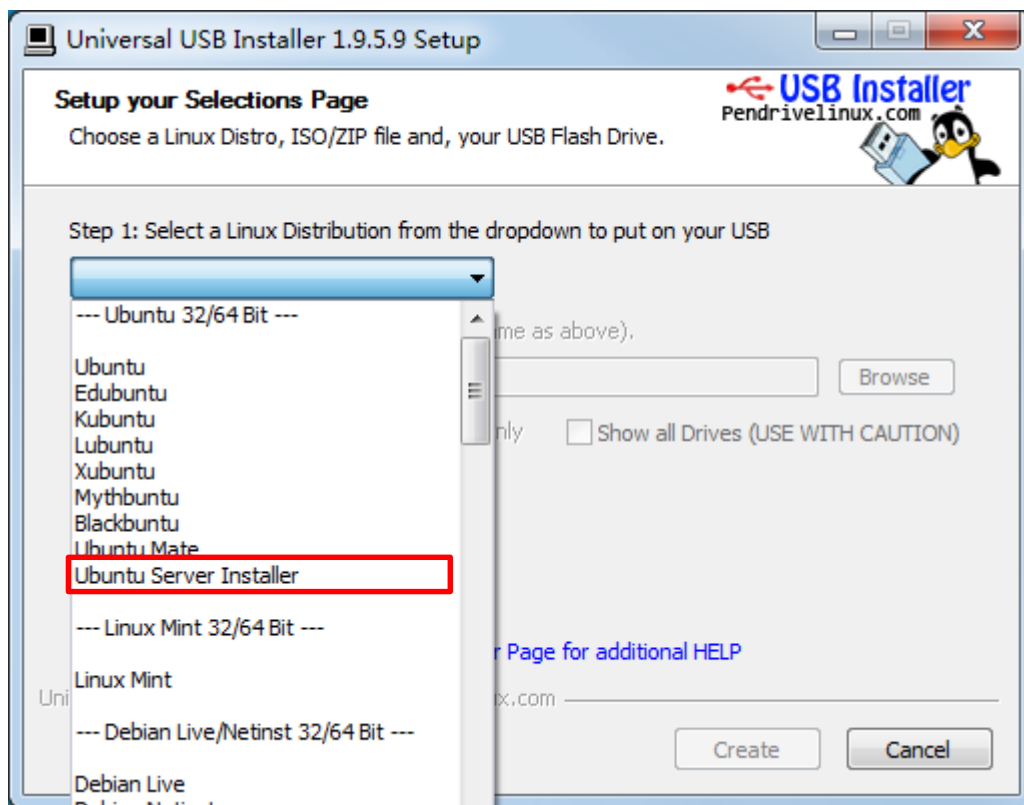 Universal USB Installer 1.9.5.9 Setup
Setup your Selections Page
Choose a Linux Distro, ISO/ZIP file and, your USB Flash Drive.
USB Installer
Pendrivelinux.com
Step 1: Select a Linux Distribution from the dropdown to put on your USB
--- Ubuntu 32/64 Bit ---
Ubuntu
Edubuntu
Kubuntu
Lubuntu
Xubuntu
Mythbuntu
Blackbuntu
Ubuntu Mate
Ubuntu Server Installer
--- Linux Mint 32/64 Bit ---
Linux Mint
--- Debian Live/Netinst 32/64 Bit ---
Debian Live
me as above).
Browse
nly
Show all Drives (USE WITH CAUTION)
r Page for additional HELP
Uni
x.com
Create
Cancel